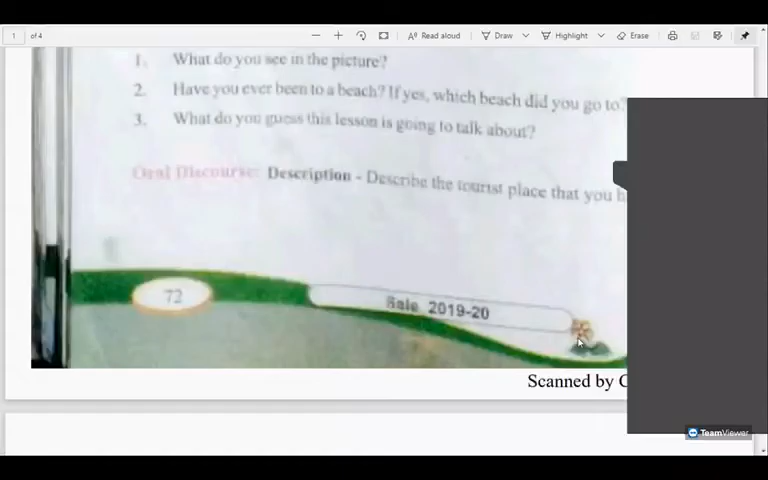 1 of 4 Read aloud Draw Highlight Erase
1. What do you see in the picture?
2. Have you ever been to a beach? If yes, which beach did you go to?
3. What do you guess this lesson is going to talk about?
Oral Discourse: Description - Describe the tourist place that you h
72
Sale 2019-20
Scanned by C
TeamViewer